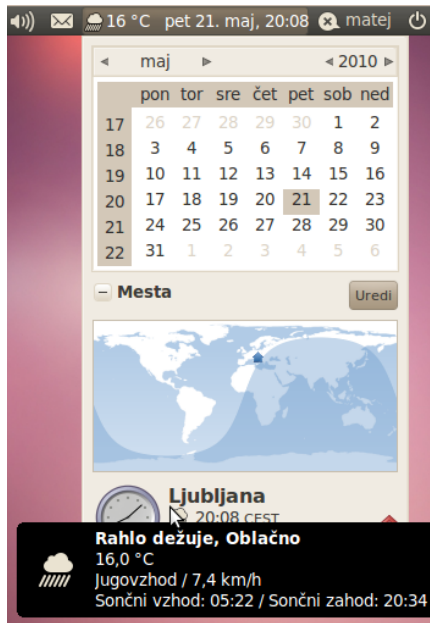 16 °C pet 21. maj, 20:08 matej
maj 2010
pon tor sre čet pet sob ned
17 26 27 28 29 30 1 2
18 3 4 5 6 7 8 9
19 10 11 12 13 14 15 16
20 17 18 19 20 21 22 23
21 24 25 26 27 28 29 30
22 31 1 2 3 4 5 6
Mesta Uredi
Ljubljana
20:08 CEST
Rahlo dežuje, Oblačno
16,0 °C
Jugovzhod / 7,4 km/h
Sončni vzhod: 05:22 / Sončni zahod: 20:34